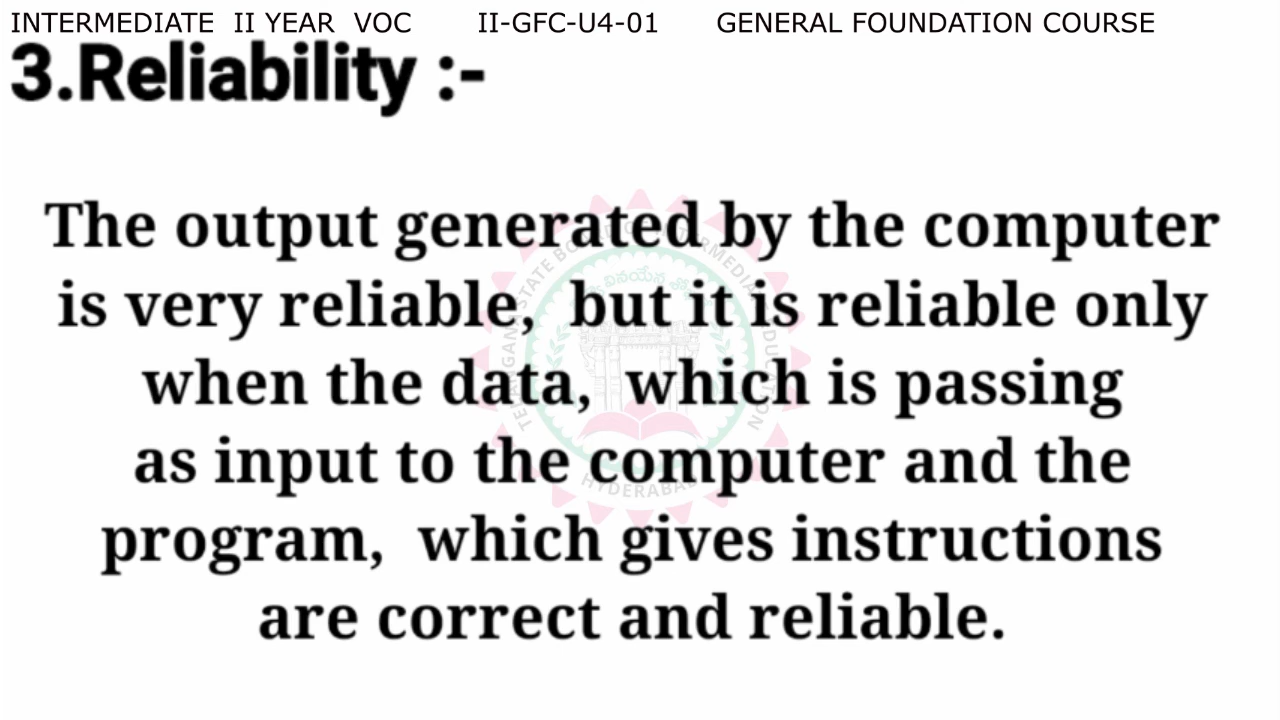 INTERMEDIATE II YEAR VOC II-GFC-U4-01 GENERAL FOUNDATION COURSE
3.Reliability :-
The output generated by the computer
is very reliable, but it is reliable only
when the data, which is passing
as input to the computer and the
program, which gives instructions
are correct and reliable.
HYDERABAD